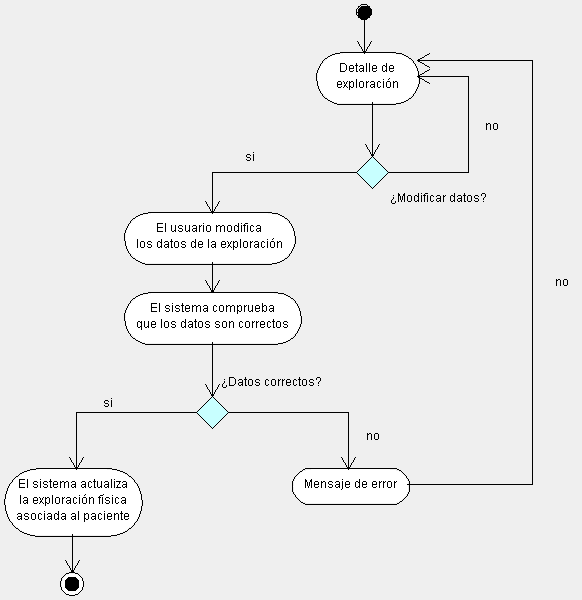 Detalle de
exploración
no
si
¿Modificar datos?
El usuario modifica
los datos de la exploración
no
El sistema comprueba
que los datos son correctos
¿Datos correctos?
si
no
El sistema actualiza
la exploración física
asociada al paciente
Mensaje de error